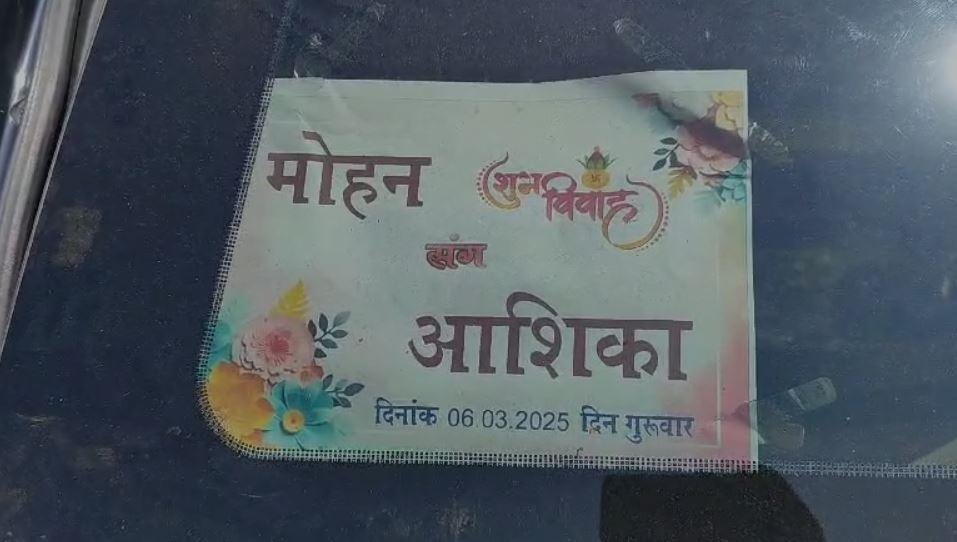 मोहन
शुभ विवाह
संग
आशिका
दिनांक 06.03.2025 दिन गुरूवार